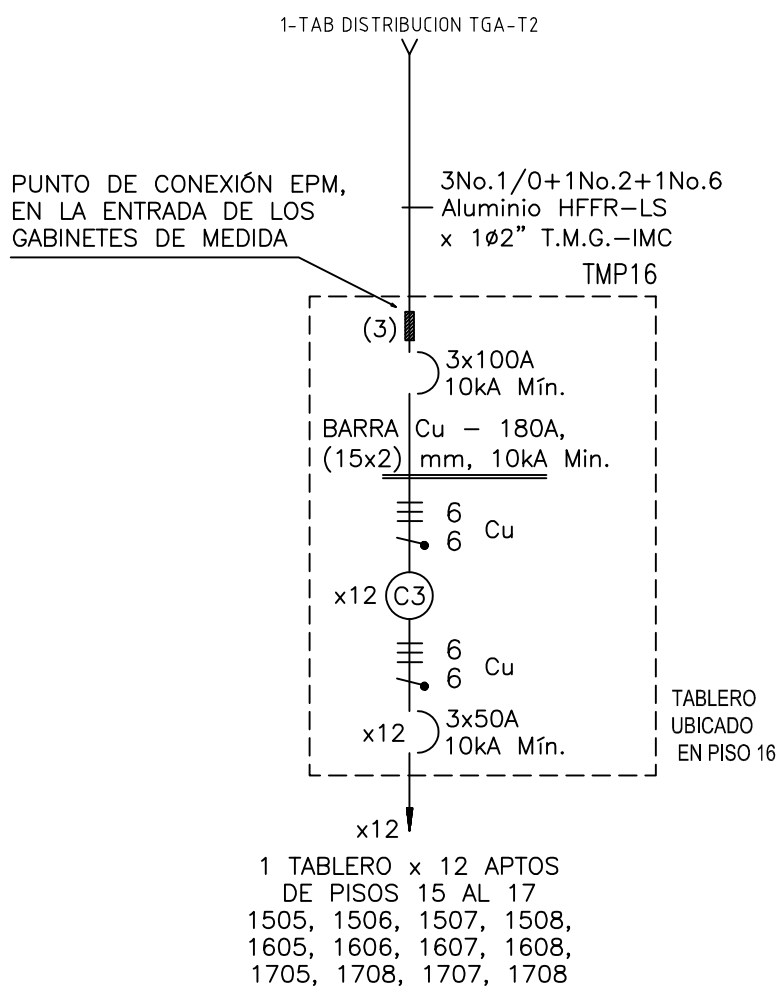 1-TAB DISTRIBUCION TGA-T2
PUNTO DE CONEXIÓN EPM,
EN LA ENTRADA DE LOS
GABINETES DE MEDIDA
3No.1/0+1No.2+1No.6
Aluminio HFFR-LS
x 1ø2" T.M.G.-IMC
TMP16
(3)
3x100A
10kA Mín.
BARRA Cu - 180A,
(15x2) mm, 10kA Min.
6
6 Cu
x12 C3
6
6 Cu
x12 3x50A
10kA Mín.
TABLERO
UBICADO
EN PISO 16
x12
1 TABLERO x 12 APTOS
DE PISOS 15 AL 17
1505, 1506, 1507, 1508,
1605, 1606, 1607, 1608,
1705, 1708, 1707, 1708